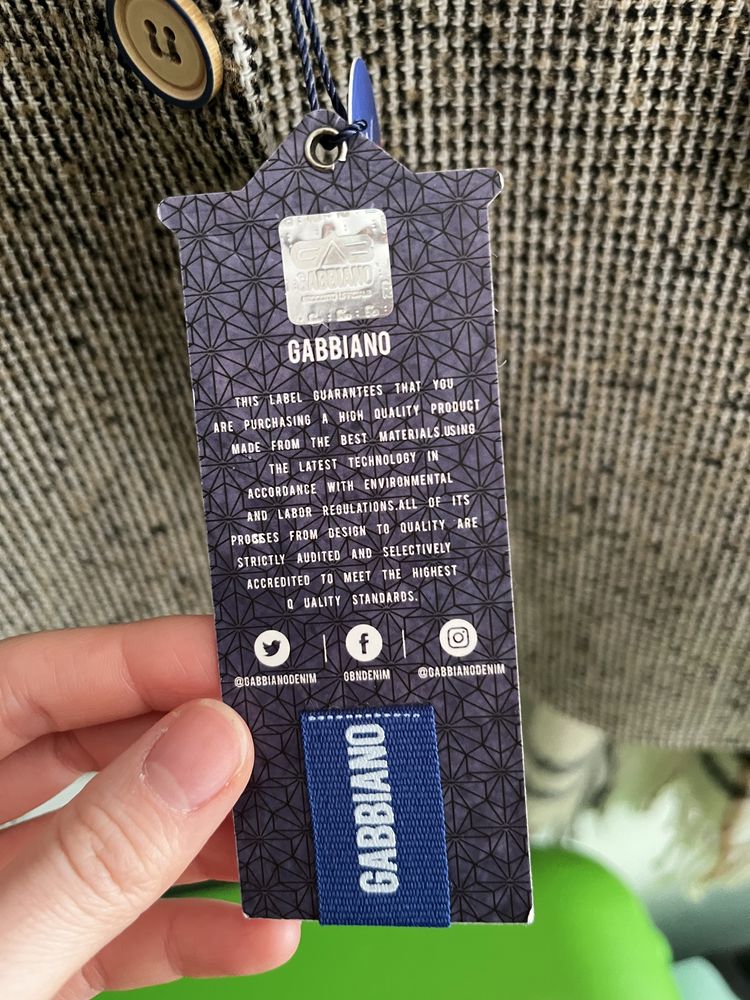 GABBIANO
GABBIANO
THIS LABEL GUARANTEES THAT YOU
ARE PURCHASING A HIGH QUALITY PRODUCT
MADE FROM THE BEST MATERIALS.USING
THE LATEST TECHNOLOGY IN
ACCORDANCE WITH ENVIRONMENTAL
AND LABOR REGULATIONS.ALL OF ITS
PROSSES FROM DESIGN TO QUALITY ARE
STRICTLY AUDITED AND SELECTIVELY
ACCREDITED TO MEET THE HIGHEST
Q UALITY STANDARDS.
@GABBIANODENIM GBNDENIM @GABBIANODENIM
GABBIANO